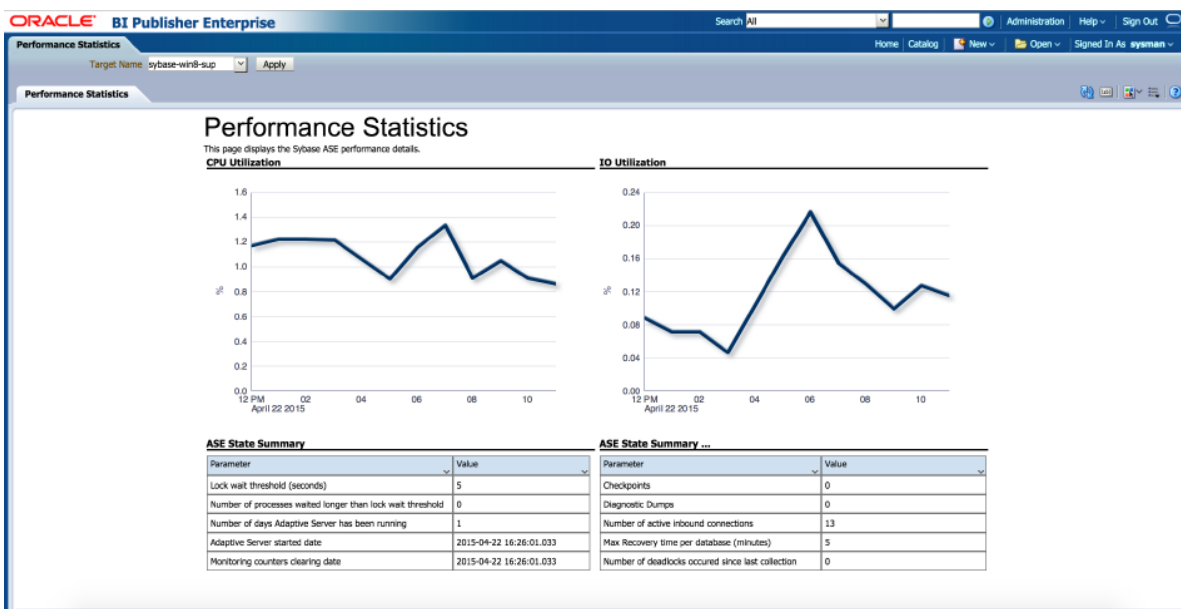 ORACLE BI Publisher Enterprise Search All Administration Help Sign Out
Performance Statistics Home Catalog New Open Signed In As sysman
Target Name sybase-win8-sup Apply
Performance Statistics
Performance Statistics
This page displays the Sybase ASE performance details.
CPU Utilization
1.6
1.4
1.2
1.0
0.8
0.6
0.4
0.2
0.0
%
12 PM 02 04 06 08 10
April 22 2015
IO Utilization
0.24
0.20
0.16
0.12
0.08
0.04
0.00
%
12 PM 02 04 06 08 10
April 22 2015
ASE State Summary
Parameter Value
Lock wait threshold (seconds) 5
Number of processes waited longer than lock wait threshold 0
Number of days Adaptive Server has been running 1
Adaptive Server started date 2015-04-22 16:26:01.033
Monitoring counters clearing date 2015-04-22 16:26:01.033
ASE State Summary ...
Parameter Value
Checkpoints 0
Diagnostic Dumps 0
Number of active inbound connections 13
Max Recovery time per database (minutes) 5
Number of deadlocks occured since last collection 0